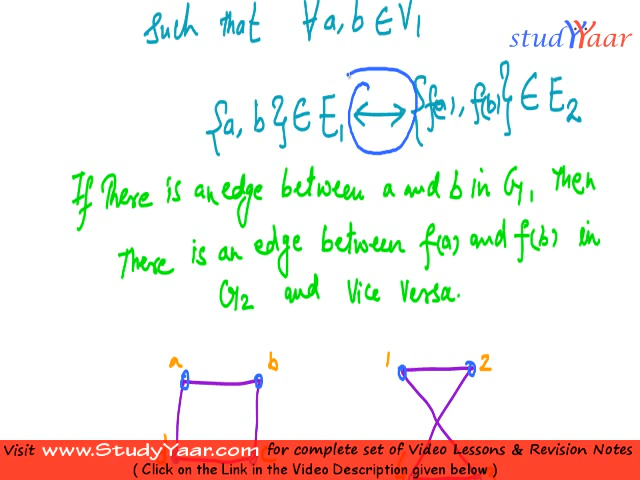 such that ∀ a, b ∈ V₁
studYYaar
{a, b} ∈ E₁ ⟷ {f(a), f(b)} ∈ E₂
If There is an edge between a and b in G₁, Then
There is an edge between f(a) and f(b) in
G₂ and Vice Versa.
a b 1 2
Visit www.StudyYaar.com for complete set of Video Lessons & Revision Notes
( Click on the Link in the Video Description given below )